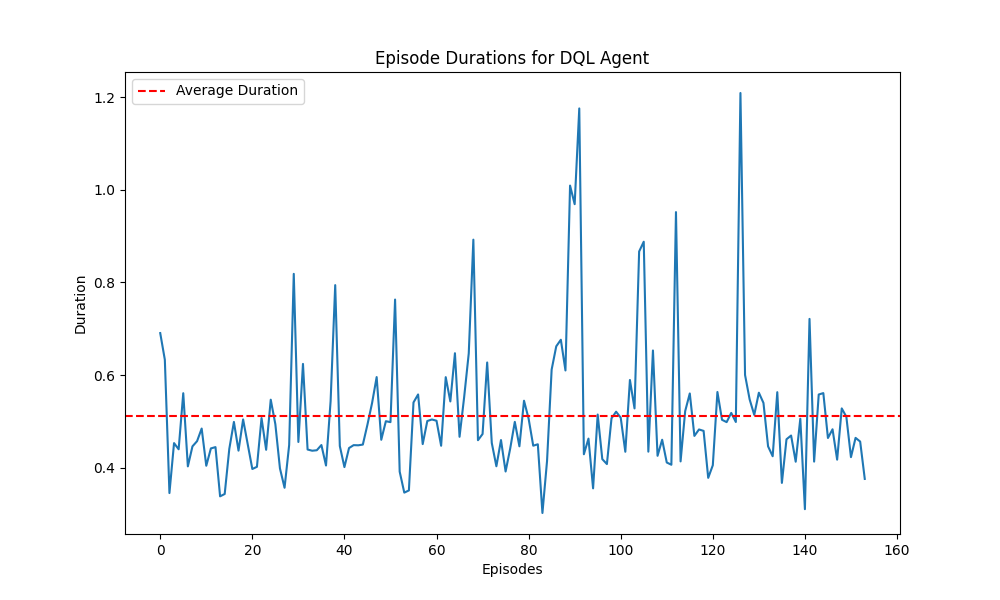 Episode Durations for DQL Agent
Average Duration
Duration
1.2
1.0
0.8
0.6
0.4
0 20 40 60 80 100 120 140 160
Episodes